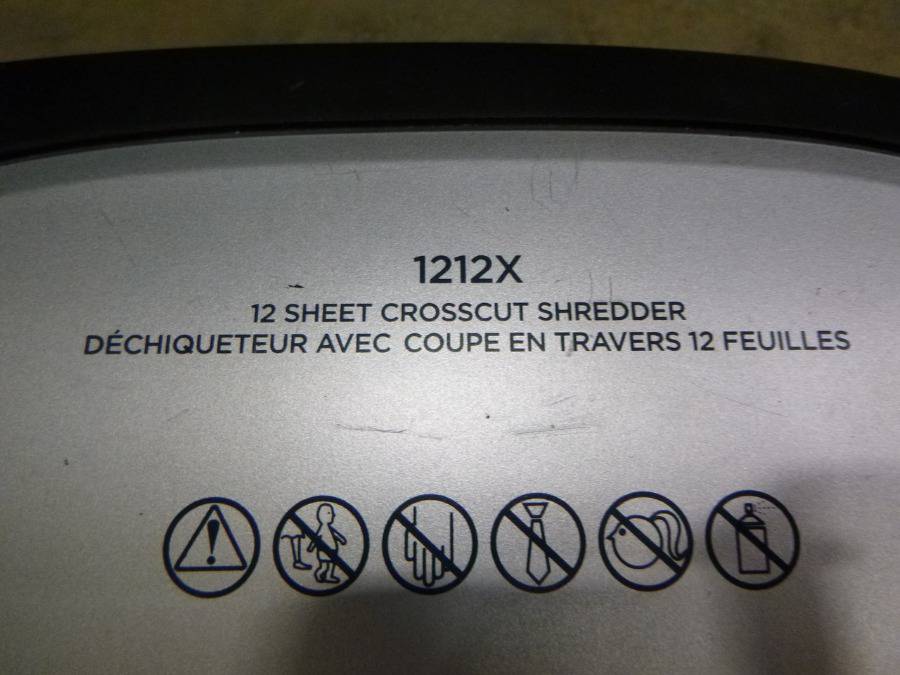 1212X
12 SHEET CROSSCUT SHREDDER
DÉCHIQUETEUR AVEC COUPE EN TRAVERS 12 FEUILLES